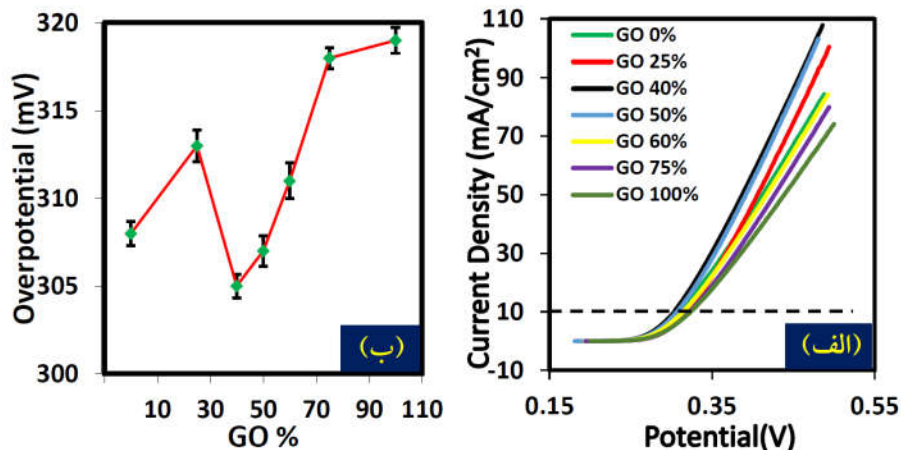 320
315
310
305
300
Overpotential (mV)
10 30 50 70 90 110
GO %
(ب)
110
90
70
50
30
10
-10
Current Density (mA/cm²)
GO 0%
GO 25%
GO 40%
GO 50%
GO 60%
GO 75%
GO 100%
(الف)
0.15 0.35 0.55
Potential(V)